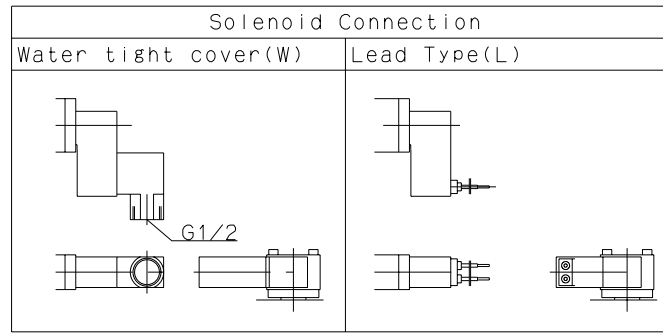 Solenoid Connection
Water tight cover(W)
Lead Type(L)
G1/2